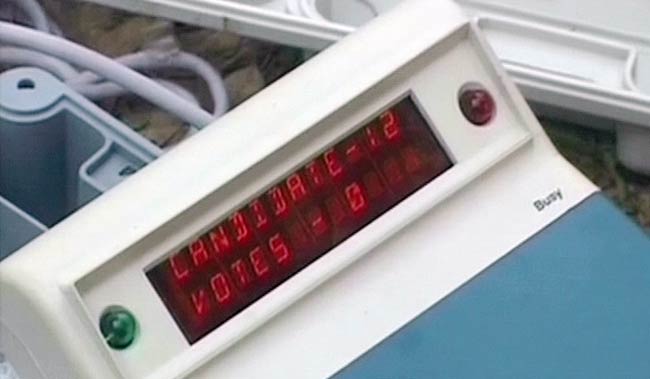 CANDIDATE-12
VOTES - 0
Busy